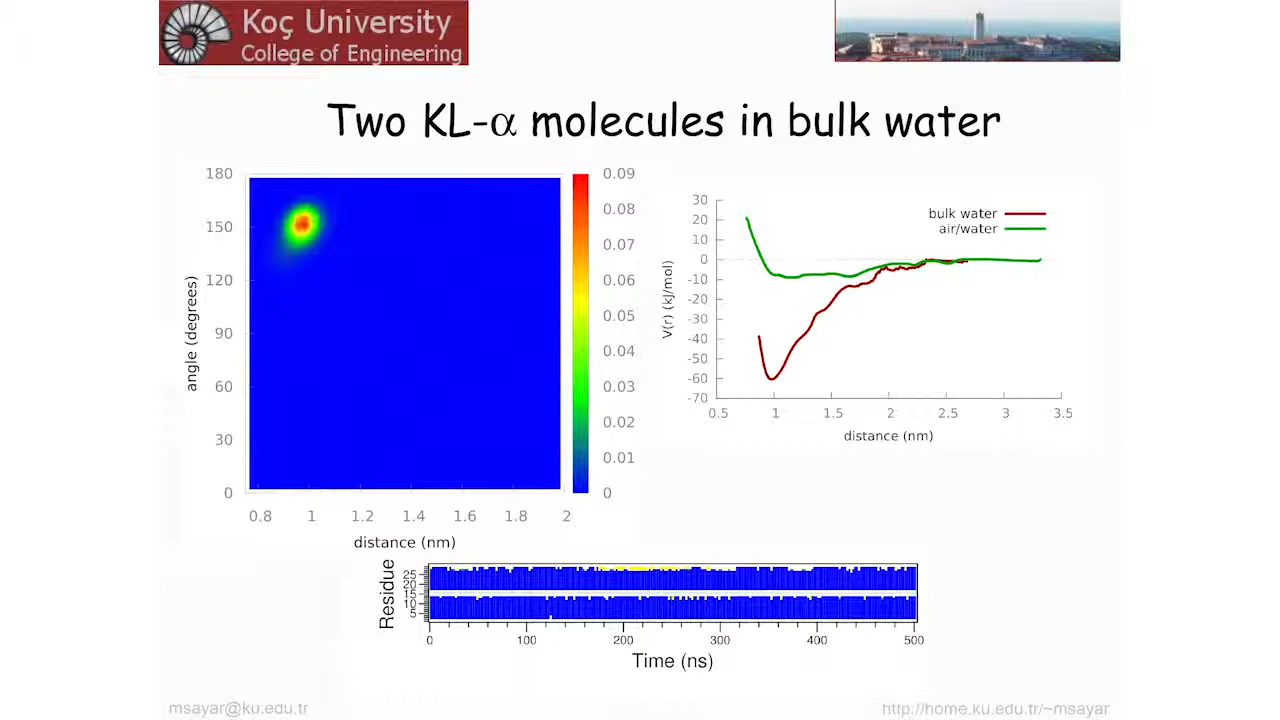 Koç University
College of Engineering
Two KL-α molecules in bulk water
180
150
120
90
60
30
0
angle (degrees)
0.8 1 1.2 1.4 1.6 1.8 2
distance (nm)
0.09
0.08
0.07
0.06
0.05
0.04
0.03
0.02
0.01
0
30
20
10
0
-10
-20
-30
-40
-50
-60
-70
V(r) (kJ/mol)
bulk water
air/water
0.5 1 1.5 2 2.5 3 3.5
distance (nm)
Residue
25
20
15
10
5
0 100 200 300 400 500
Time (ns)
msayar@ku.edu.tr
http://home.ku.edu.tr/~msayar